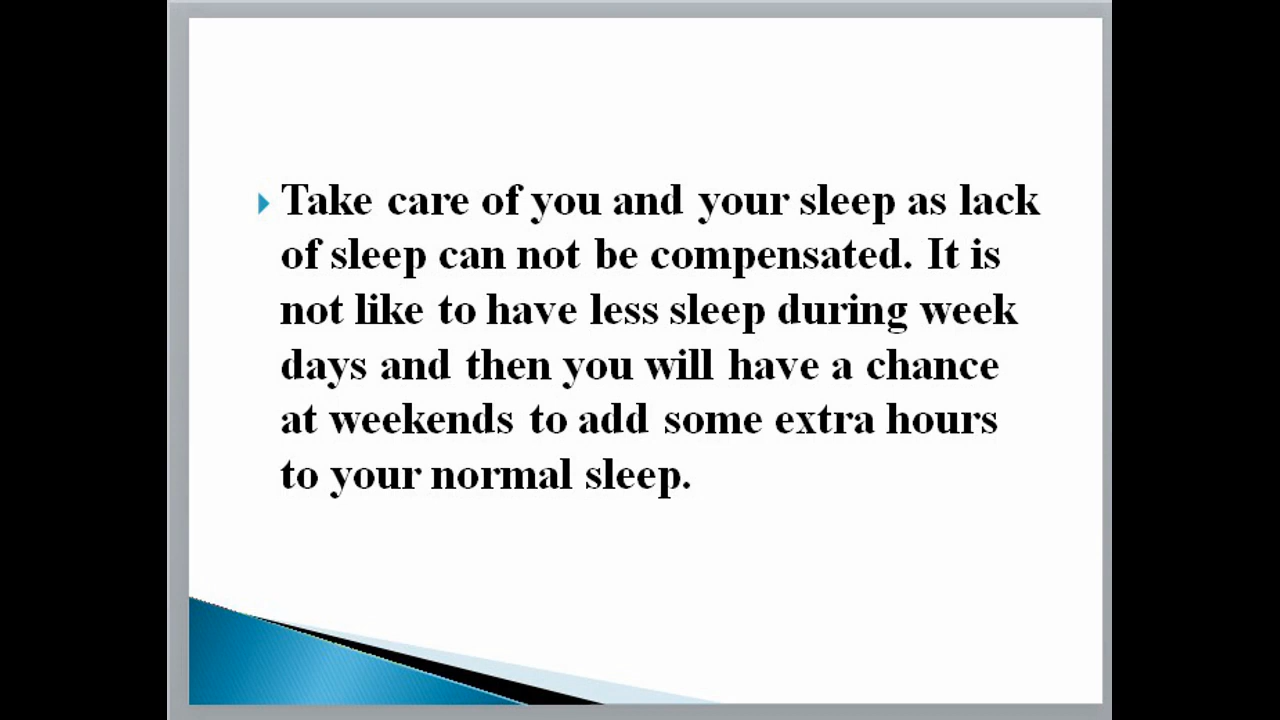 Take care of you and your sleep as lack
of sleep can not be compensated. It is
not like to have less sleep during week
days and then you will have a chance
at weekends to add some extra hours
to your normal sleep.